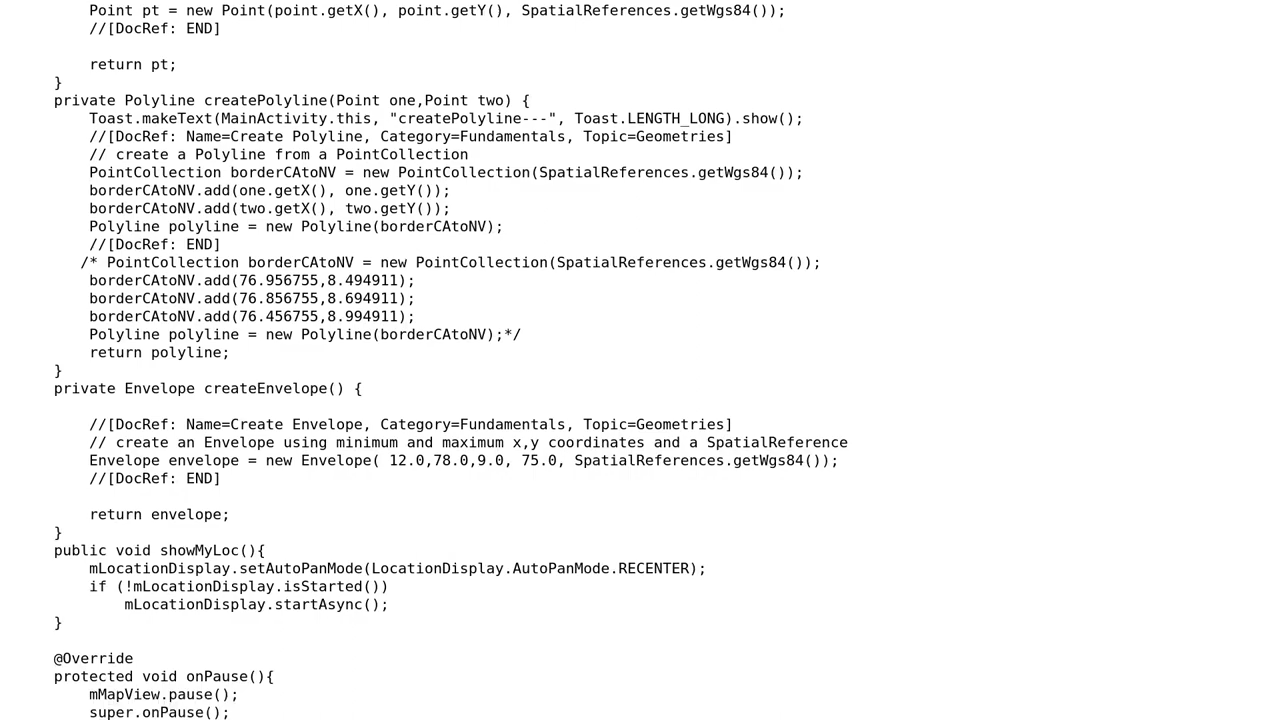 Point pt = new Point(point.getX(), point.getY(), SpatialReferences.getWgs84());
//[DocRef: END]
return pt;
}
private Polyline createPolyline(Point one,Point two) {
Toast.makeText(MainActivity.this, "createPolyline---", Toast.LENGTH_LONG).show();
//[DocRef: Name=Create Polyline, Category=Fundamentals, Topic=Geometries]
// create a Polyline from a PointCollection
PointCollection borderCAtoNV = new PointCollection(SpatialReferences.getWgs84());
borderCAtoNV.add(one.getX(), one.getY());
borderCAtoNV.add(two.getX(), two.getY());
Polyline polyline = new Polyline(borderCAtoNV);
//[DocRef: END]
/* PointCollection borderCAtoNV = new PointCollection(SpatialReferences.getWgs84());
borderCAtoNV.add(76.956755,8.494911);
borderCAtoNV.add(76.856755,8.694911);
borderCAtoNV.add(76.456755,8.994911);
Polyline polyline = new Polyline(borderCAtoNV);*/
return polyline;
}
private Envelope createEnvelope() {
//[DocRef: Name=Create Envelope, Category=Fundamentals, Topic=Geometries]
// create an Envelope using minimum and maximum x,y coordinates and a SpatialReference
Envelope envelope = new Envelope( 12.0,78.0,9.0, 75.0, SpatialReferences.getWgs84());
//[DocRef: END]
return envelope;
}
public void showMyLoc(){
mLocationDisplay.setAutoPanMode(LocationDisplay.AutoPanMode.RECENTER);
if (!mLocationDisplay.isStarted())
mLocationDisplay.startAsync();
}
@Override
protected void onPause(){
mMapView.pause();
super.onPause();